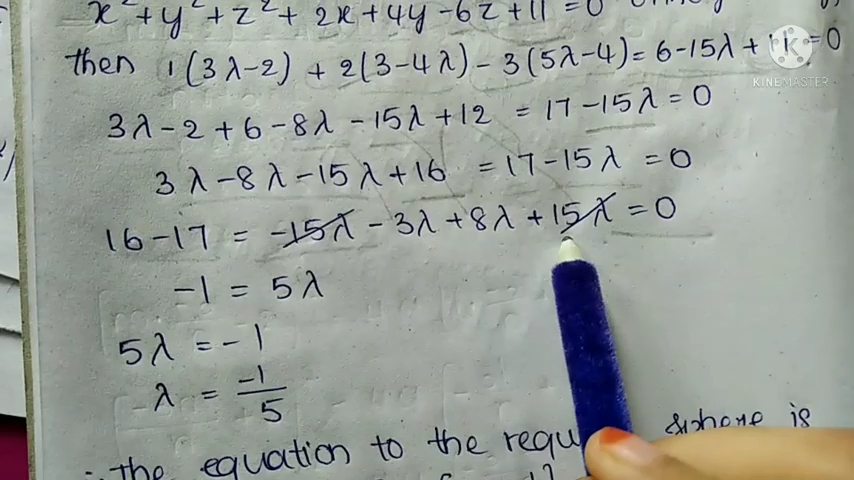 x² + y² + z² + 2x + 4y - 6z + 11 = 0
then 1(3λ-2) + 2(3-4λ) - 3(5λ-4) = 6-15λ + = 0
K
KINEMASTER
3λ-2+6-8λ-15λ+12 = 17-15λ = 0
3λ-8λ-15λ+16 = 17-15λ = 0
16-17 = -15λ-3λ+8λ+15λ = 0
-1 = 5λ
5λ = -1
λ = -1/5
∴ The equation to the requ sphere is